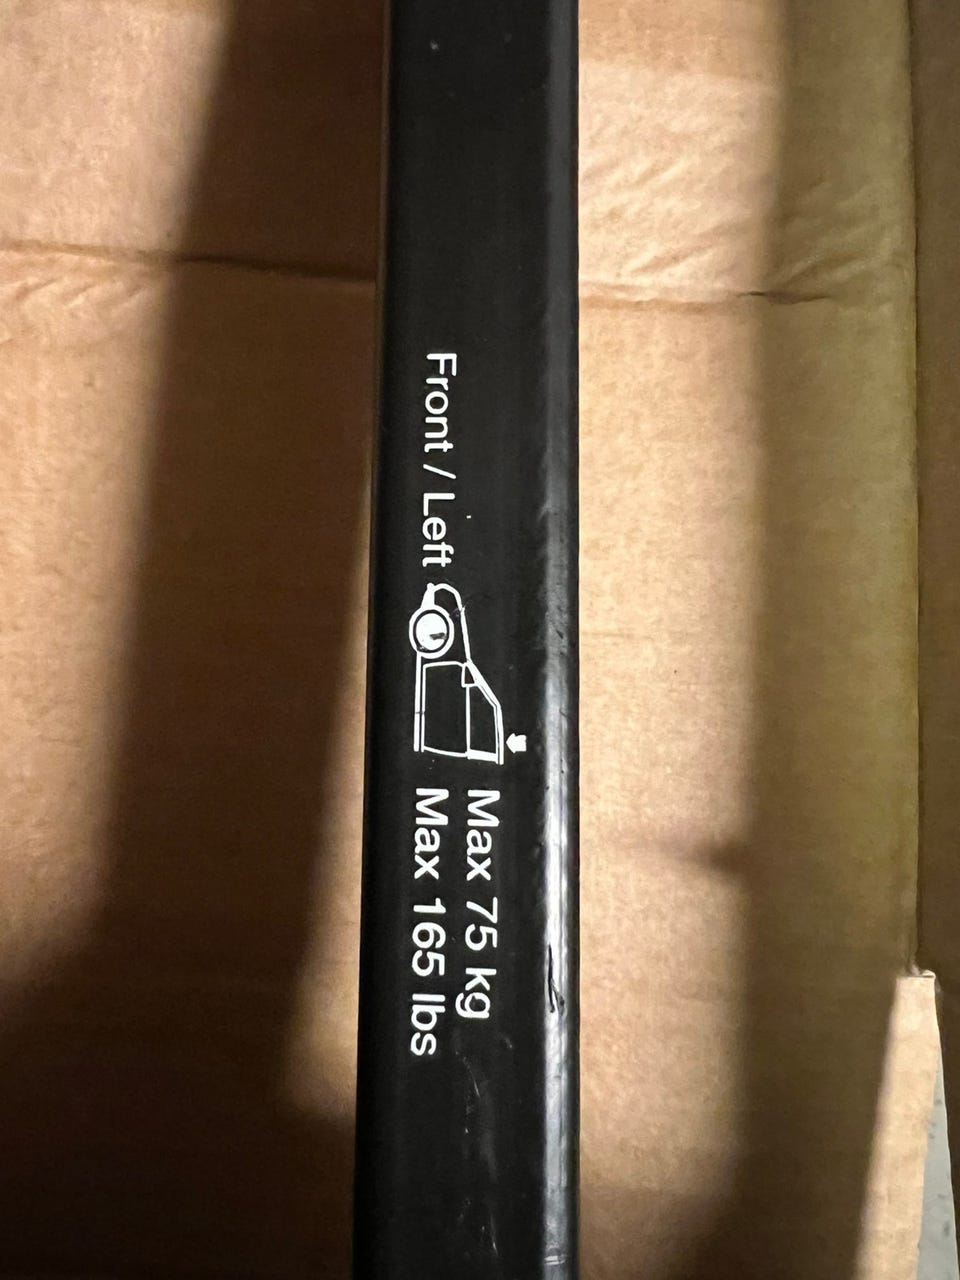 Front / Left
Max 75 kg
Max 165 lbs